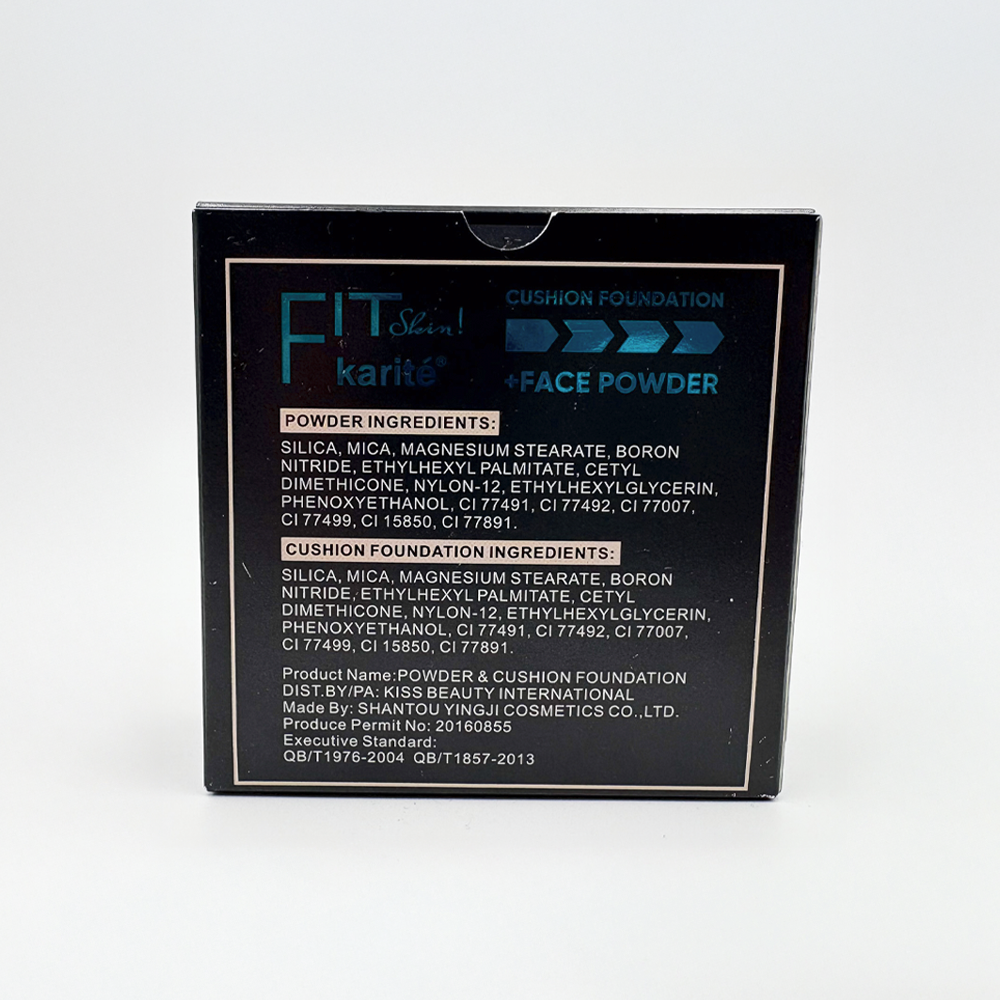 FIT Skin!
karité®
CUSHION FOUNDATION
+FACE POWDER
POWDER INGREDIENTS:
SILICA, MICA, MAGNESIUM STEARATE, BORON
NITRIDE, ETHYLHEXYL PALMITATE, CETYL
DIMETHICONE, NYLON-12, ETHYLHEXYLGLYCERIN,
PHENOXYETHANOL, CI 77491, CI 77492, CI 77007,
CI 77499, CI 15850, CI 77891.
CUSHION FOUNDATION INGREDIENTS:
SILICA, MICA, MAGNESIUM STEARATE, BORON
NITRIDE, ETHYLHEXYL PALMITATE, CETYL
DIMETHICONE, NYLON-12, ETHYLHEXYLGLYCERIN,
PHENOXYETHANOL, CI 77491, CI 77492, CI 77007,
CI 77499, CI 15850, CI 77891.
Product Name:POWDER & CUSHION FOUNDATION
DIST.BY/PA: KISS BEAUTY INTERNATIONAL
Made By: SHANTOU YINGJI COSMETICS CO.,LTD.
Produce Permit No: 20160855
Executive Standard:
QB/T1976-2004 QB/T1857-2013